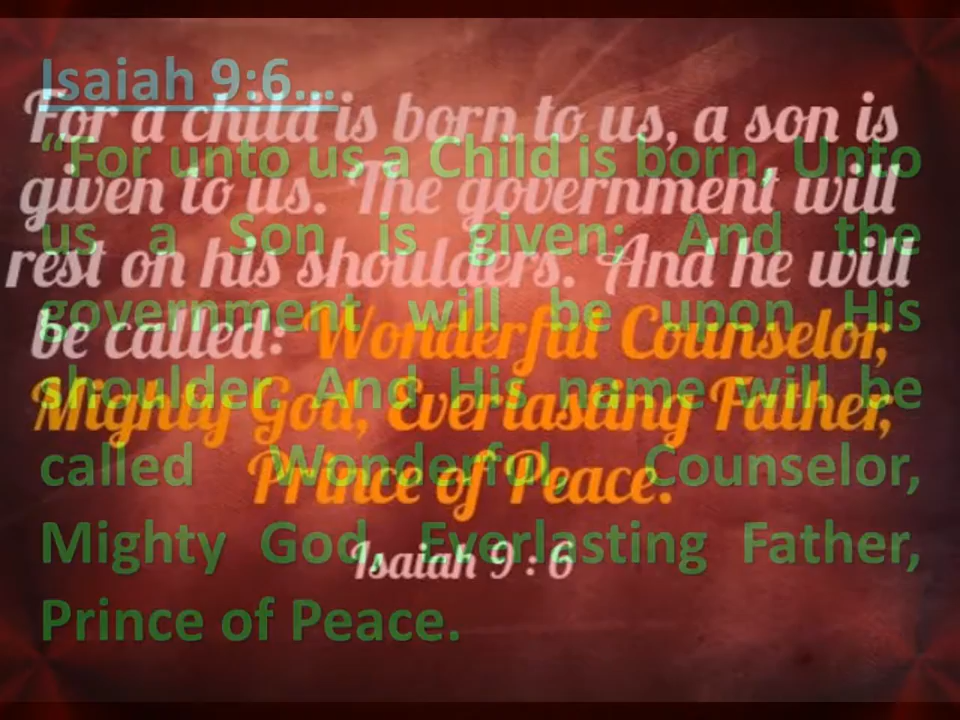 Isaiah 9:6…
“For unto us a Child is born, Unto
us a Son is given; And the
government will be upon His
shoulder. And His name will be
called Wonderful, Counselor,
Mighty God, Everlasting Father,
Prince of Peace.
For a child is born to us, a son is
given to us. The government will
rest on his shoulders. And he will
be called: Wonderful Counselor,
Mighty God, Everlasting Father,
Prince of Peace.
Isaiah 9 : 6